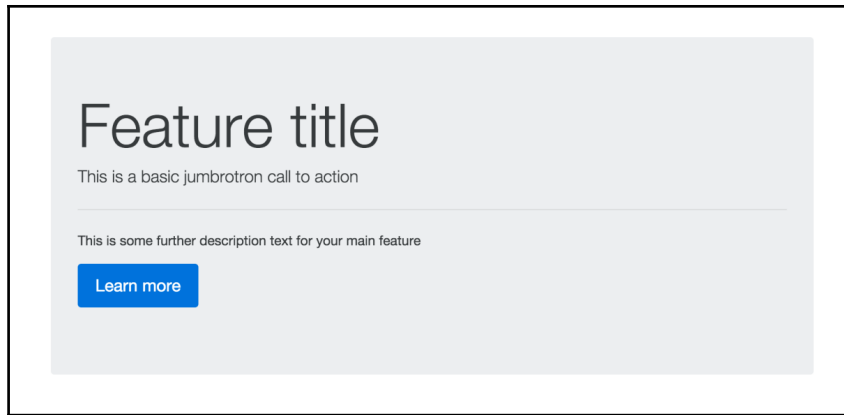 Feature title
This is a basic jumbrotron call to action
This is some further description text for your main feature
Learn more